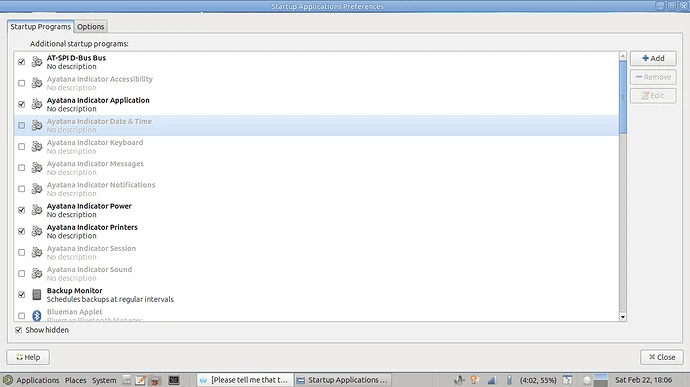 Startup Applications Preferences
Startup Programs Options
Additional startup programs:
AT-SPI D-Bus Bus
No description
Add
Ayatana Indicator Accessibility
No description
Remove
Ayatana Indicator Application
No description
Edit
Ayatana Indicator Date & Time
No description
Ayatana Indicator Keyboard
No description
Ayatana Indicator Messages
No description
Ayatana Indicator Notifications
No description
Ayatana Indicator Power
No description
Ayatana Indicator Printers
No description
Ayatana Indicator Session
No description
Ayatana Indicator Sound
No description
Backup Monitor
Schedules backups at regular intervals
Blueman Applet
Blueman Bluetooth Manager
Show hidden
Help Close
Applications Places System [Please tell me that t... Startup Applications ... (4:02, 55%) Sat Feb 22, 18:06